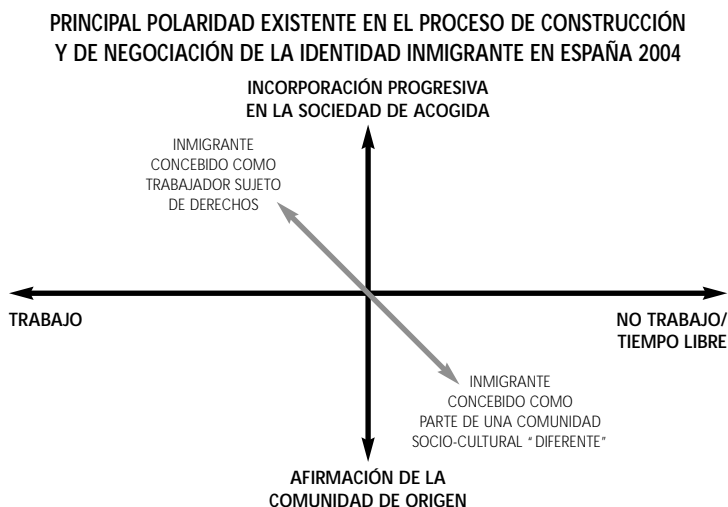 PRINCIPAL POLARIDAD EXISTENTE EN EL PROCESO DE CONSTRUCCIÓN
Y DE NEGOCIACIÓN DE LA IDENTIDAD INMIGRANTE EN ESPAÑA 2004
INCORPORACIÓN PROGRESIVA
EN LA SOCIEDAD DE ACOGIDA
INMIGRANTE
CONCEBIDO COMO
TRABAJADOR SUJETO
DE DERECHOS
TRABAJO
NO TRABAJO/
TIEMPO LIBRE
INMIGRANTE
CONCEBIDO COMO
PARTE DE UNA COMUNIDAD
SOCIO-CULTURAL "DIFERENTE"
AFIRMACIÓN DE LA
COMUNIDAD DE ORIGEN